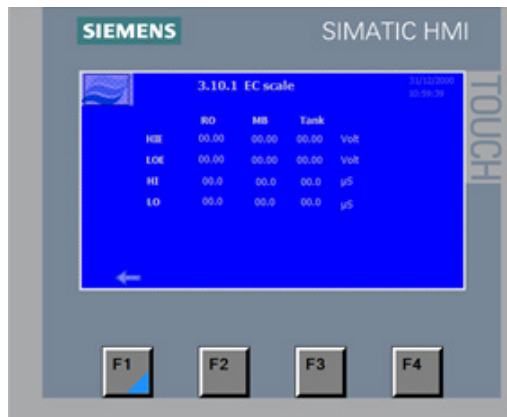 SIEMENS
SIMATIC HMI
TOUCH
3.10.1 EC scale
31/12/2000
10:59:39
RO MB Tank
HIE 00.00 00.00 00.00 Volt
LOE 00.00 00.00 00.00 Volt
HI 00.0 00.0 00.0 µS
LO 00.0 00.0 00.0 µS
F1 F2 F3 F4